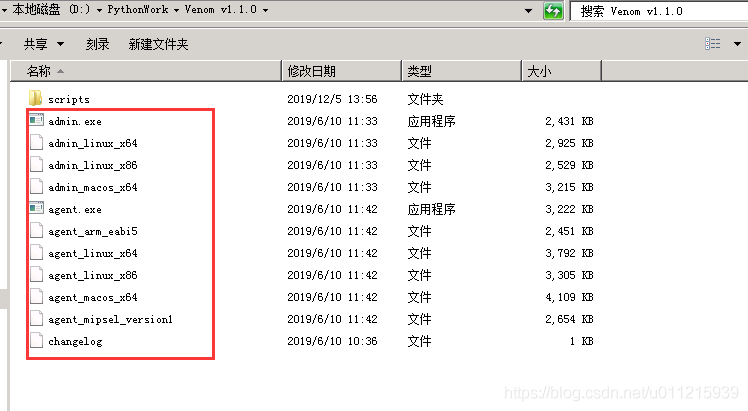 本地磁盘 (D:) ▾ PythonWork ▾ Venom v1.1.0 ▾ 搜索 Venom v1.1.0
共享 刻录 新建文件夹
名称 修改日期 类型 大小
scripts 2019/12/5 13:56 文件夹
admin.exe 2019/6/10 11:33 应用程序 2,431 KB
admin_linux_x64 2019/6/10 11:33 文件 2,925 KB
admin_linux_x86 2019/6/10 11:33 文件 2,529 KB
admin_macos_x64 2019/6/10 11:33 文件 3,215 KB
agent.exe 2019/6/10 11:42 应用程序 3,222 KB
agent_arm_eabi5 2019/6/10 11:42 文件 2,451 KB
agent_linux_x64 2019/6/10 11:42 文件 3,792 KB
agent_linux_x86 2019/6/10 11:42 文件 3,305 KB
agent_macos_x64 2019/6/10 11:42 文件 4,109 KB
agent_mipsel_version1 2019/6/10 11:42 文件 2,654 KB
changelog 2019/6/10 10:36 文件 1 KB
https://blog.csdn.net/u011215939